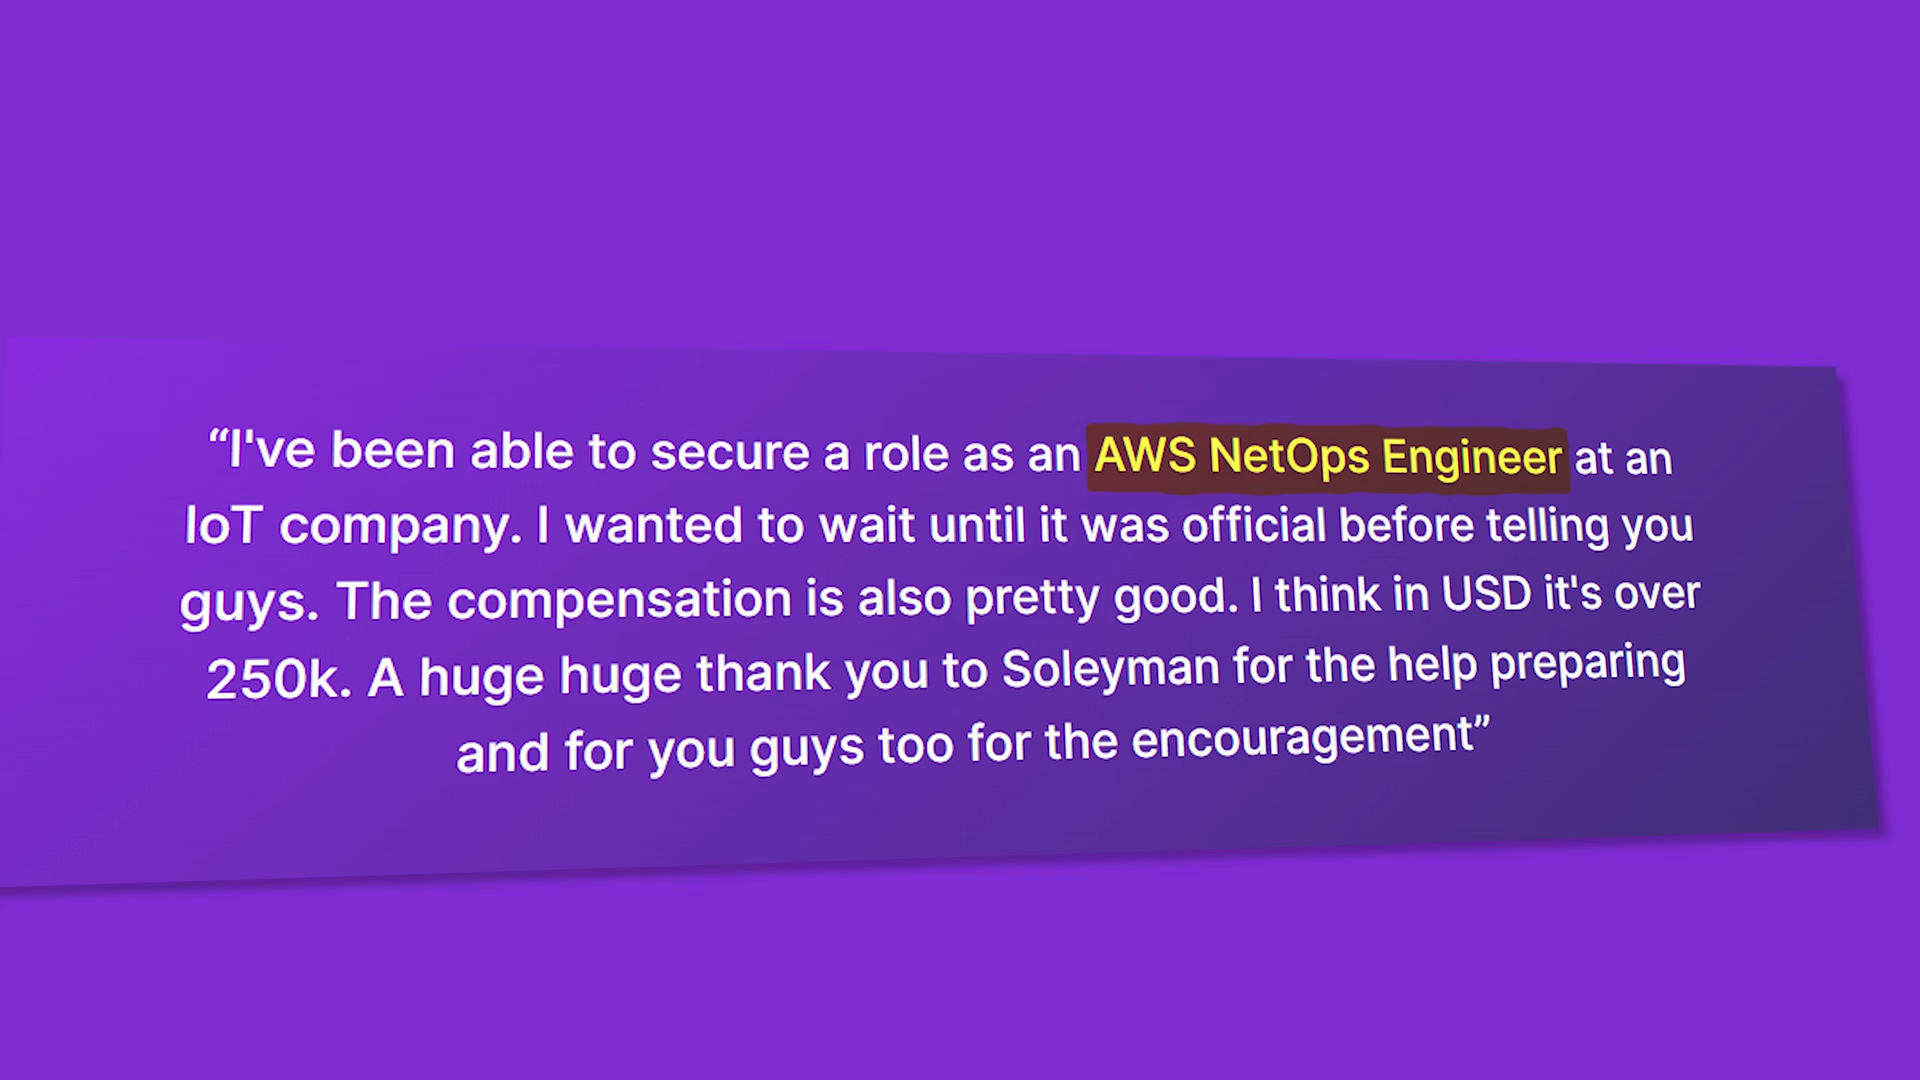 “I've been able to secure a role as an AWS NetOps Engineer at an
IoT company. I wanted to wait until it was official before telling you
guys. The compensation is also pretty good. I think in USD it's over
250k. A huge huge thank you to Soleyman for the help preparing
and for you guys too for the encouragement”